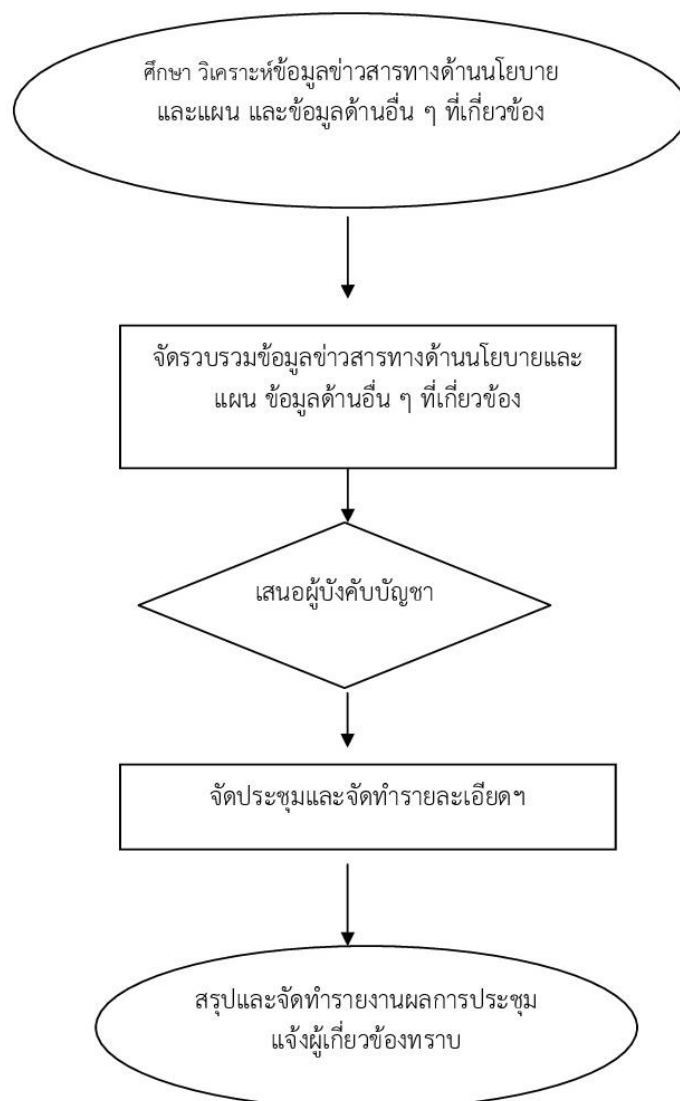 ศึกษา วิเคราะห์ข้อมูลข่าวสารทางด้านนโยบาย
และแผน และข้อมูลด้านอื่น ๆ ที่เกี่ยวข้อง
จัดรวบรวมข้อมูลข่าวสารทางด้านนโยบายและ
แผน ข้อมูลด้านอื่น ๆ ที่เกี่ยวข้อง
เสนอผู้บังคับบัญชา
จัดประชุมและจัดทำรายละเอียดฯ
สรุปและจัดทำรายงานผลการประชุม
แจ้งผู้เกี่ยวข้องทราบ